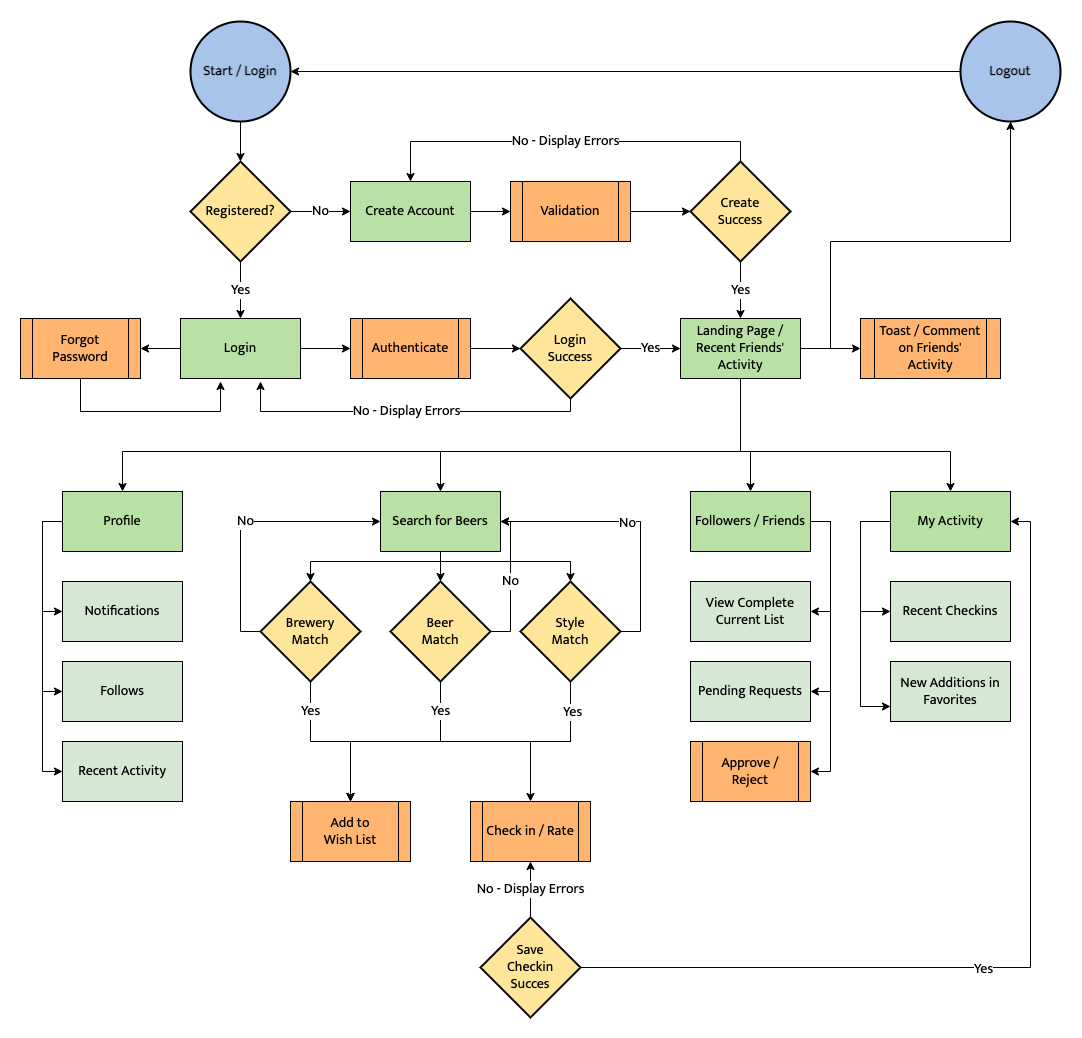 Start / Login
Logout
No - Display Errors
Registered?
No
Create Account
Validation
Create
Success
Yes
Yes
Forgot
Password
Login
Authenticate
Login
Success
Yes
Landing Page /
Recent Friends'
Activity
Toast / Comment
on Friends'
Activity
No - Display Errors
Profile
No
Search for Beers
No
Followers / Friends
My Activity
No
Notifications
Brewery
Match
Beer
Match
Style
Match
View Complete
Current List
Recent Checkins
Follows
Yes
Yes
Yes
Pending Requests
New Additions in
Favorites
Recent Activity
Approve /
Reject
Add to
Wish List
Check in / Rate
No - Display Errors
Save
Checkin
Succes
Yes